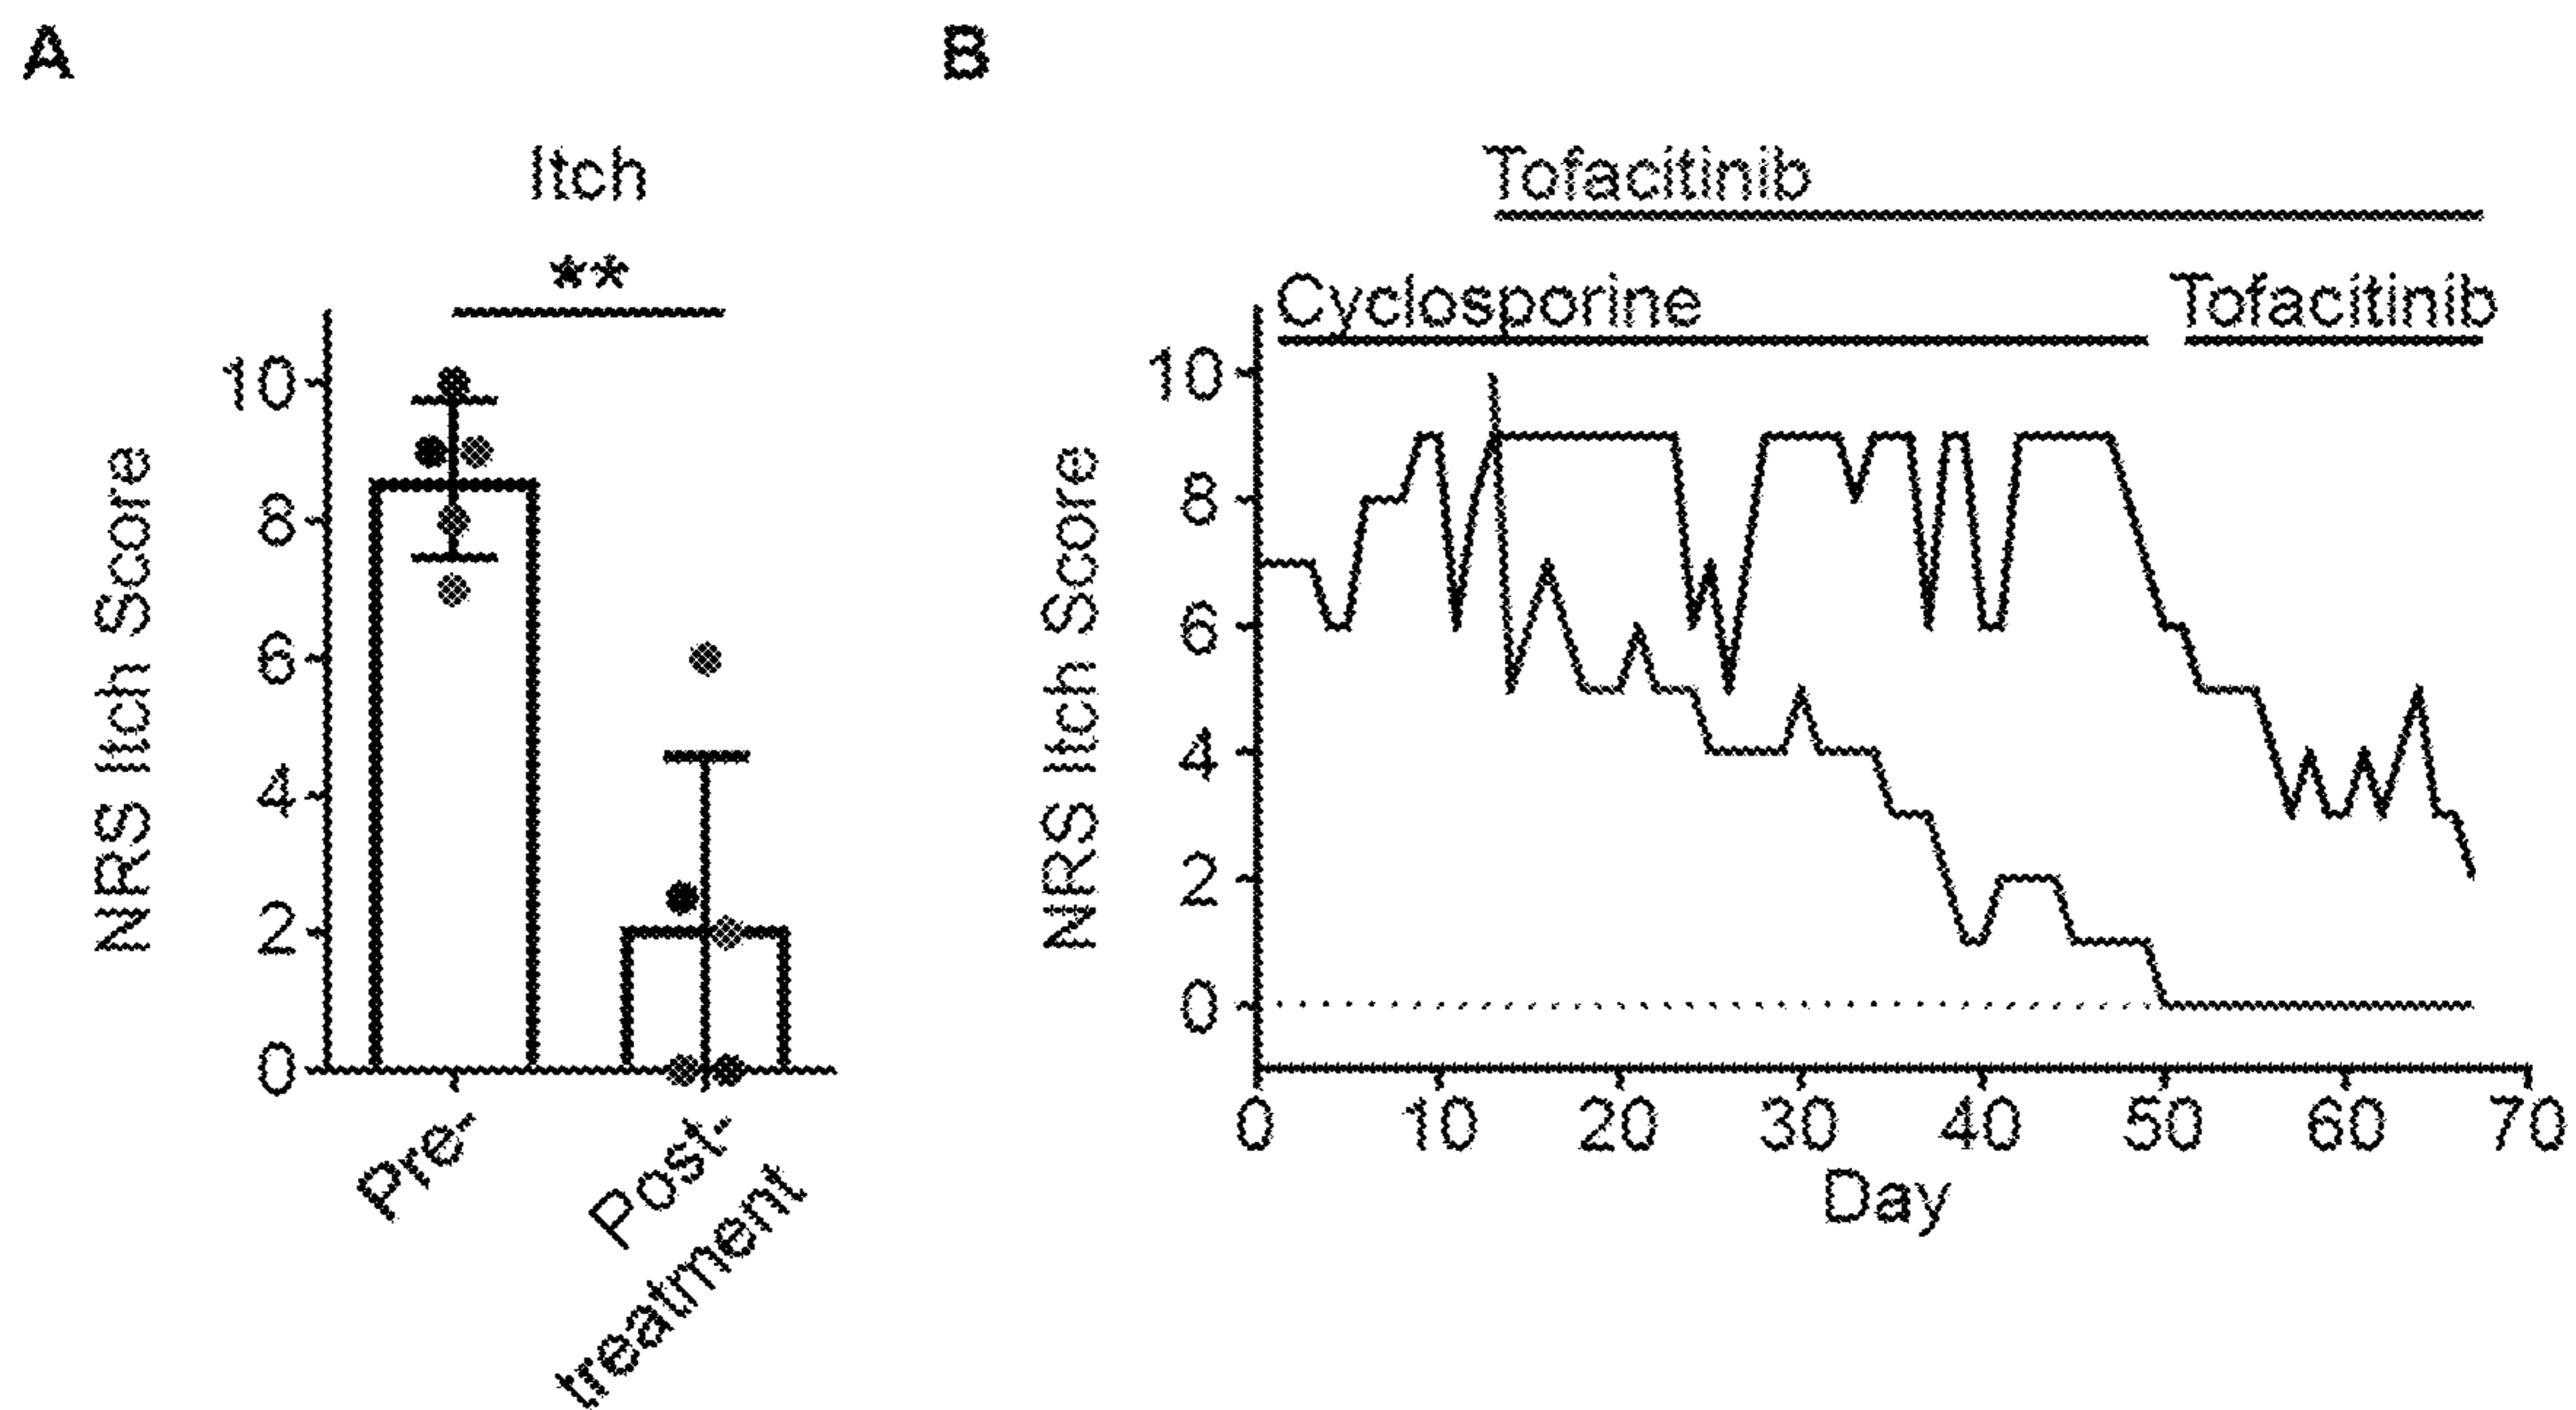 A
Itch
**
NRS Itch Score
10
8
6
4
2
0
Pre-
Post-
treatment
B
Tofacitinib
Cyclosporine
Tofacitinib
NRS Itch Score
10
8
6
4
2
0
0 10 20 30 40 50 60 70
Day